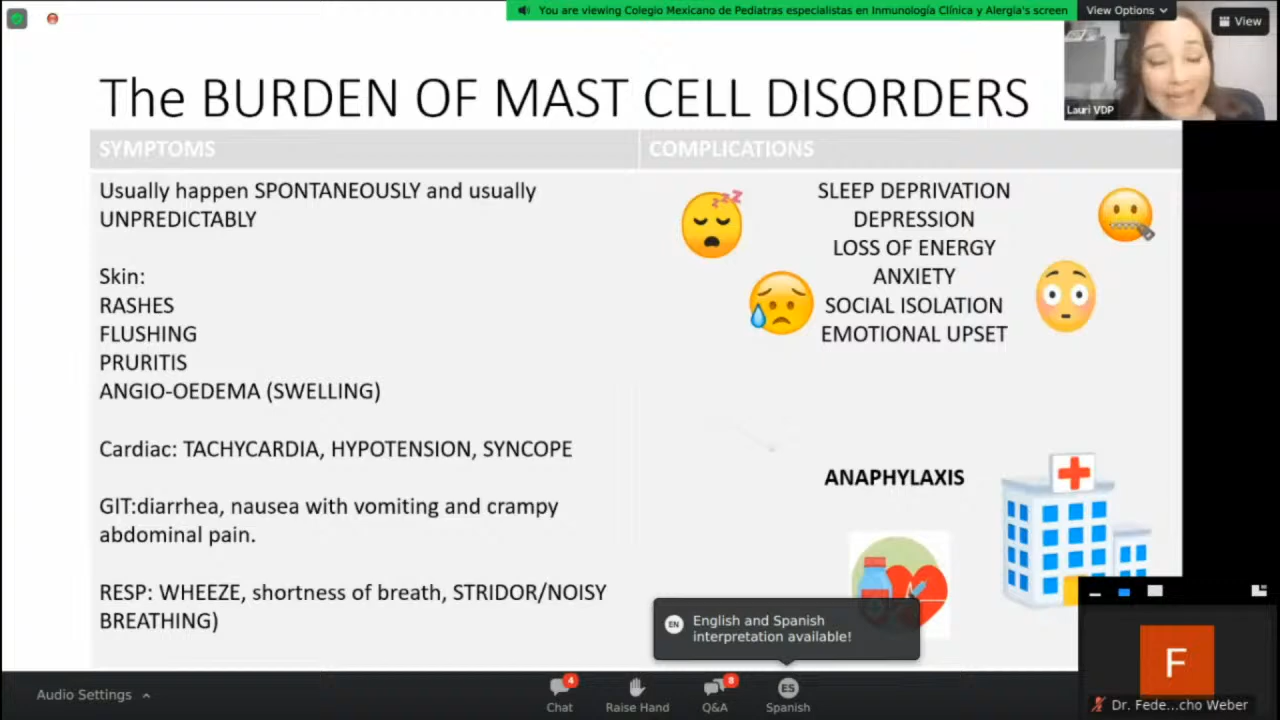 You are viewing Colegio Mexicano de Pediatras especialistas en Inmunología Clínica y Alergia's screen
View Options
View
The BURDEN OF MAST CELL DISORDERS
Lauri VDP
SYMPTOMS
COMPLICATIONS
Usually happen SPONTANEOUSLY and usually
UNPREDICTABLY
Skin:
RASHES
FLUSHING
PRURITIS
ANGIO-OEDEMA (SWELLING)
Cardiac: TACHYCARDIA, HYPOTENSION, SYNCOPE
GIT:diarrhea, nausea with vomiting and crampy
abdominal pain.
RESP: WHEEZE, shortness of breath, STRIDOR/NOISY
BREATHING)
SLEEP DEPRIVATION
DEPRESSION
LOSS OF ENERGY
ANXIETY
SOCIAL ISOLATION
EMOTIONAL UPSET
ANAPHYLAXIS
EN
English and Spanish
interpretation available!
F
Dr. Fede...cho Weber
Audio Settings
4
Chat
Raise Hand
8
Q&A
ES
Spanish